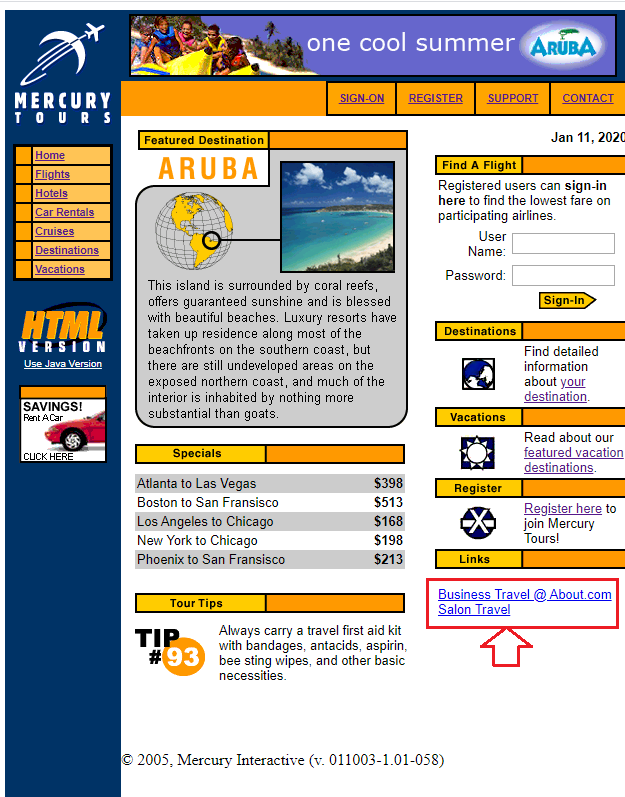 one cool summer ARUBA
MERCURY
TOURS
SIGN-ON REGISTER SUPPORT CONTACT
Home
Flights
Hotels
Car Rentals
Cruises
Destinations
Vacations
HTML
VERSION
Use Java Version
SAVINGS!
Rent A Car
CLICK HERE
Featured Destination
ARUBA
This island is surrounded by coral reefs,
offers guaranteed sunshine and is blessed
with beautiful beaches. Luxury resorts have
taken up residence along most of the
beachfronts on the southern coast, but
there are still undeveloped areas on the
exposed northern coast, and much of the
interior is inhabited by nothing more
substantial than goats.
Specials
Atlanta to Las Vegas $398
Boston to San Fransisco $513
Los Angeles to Chicago $168
New York to Chicago $198
Phoenix to San Fransisco $213
Tour Tips
TIP
#93
Always carry a travel first aid kit
with bandages, antacids, aspirin,
bee sting wipes, and other basic
necessities.
Jan 11, 2020
Find A Flight
Registered users can sign-in
here to find the lowest fare on
participating airlines.
User
Name:
Password:
Sign-In
Destinations
Find detailed
information
about your
destination.
Vacations
Read about our
featured vacation
destinations.
Register
Register here to
join Mercury
Tours!
Links
Business Travel @ About.com
Salon Travel
© 2005, Mercury Interactive (v. 011003-1.01-058)